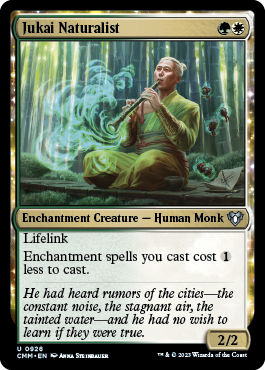 Jukai Naturalist
Enchantment Creature — Human Monk
Lifelink
Enchantment spells you cast cost 1
less to cast.
He had heard rumors of the cities—the
constant noise, the stagnant air, the
tainted water—and he had no wish to
learn if they were true.
2/2
U 0926
CMM • EN Anna Steinbauer
™ & © 2023 Wizards of the Coast